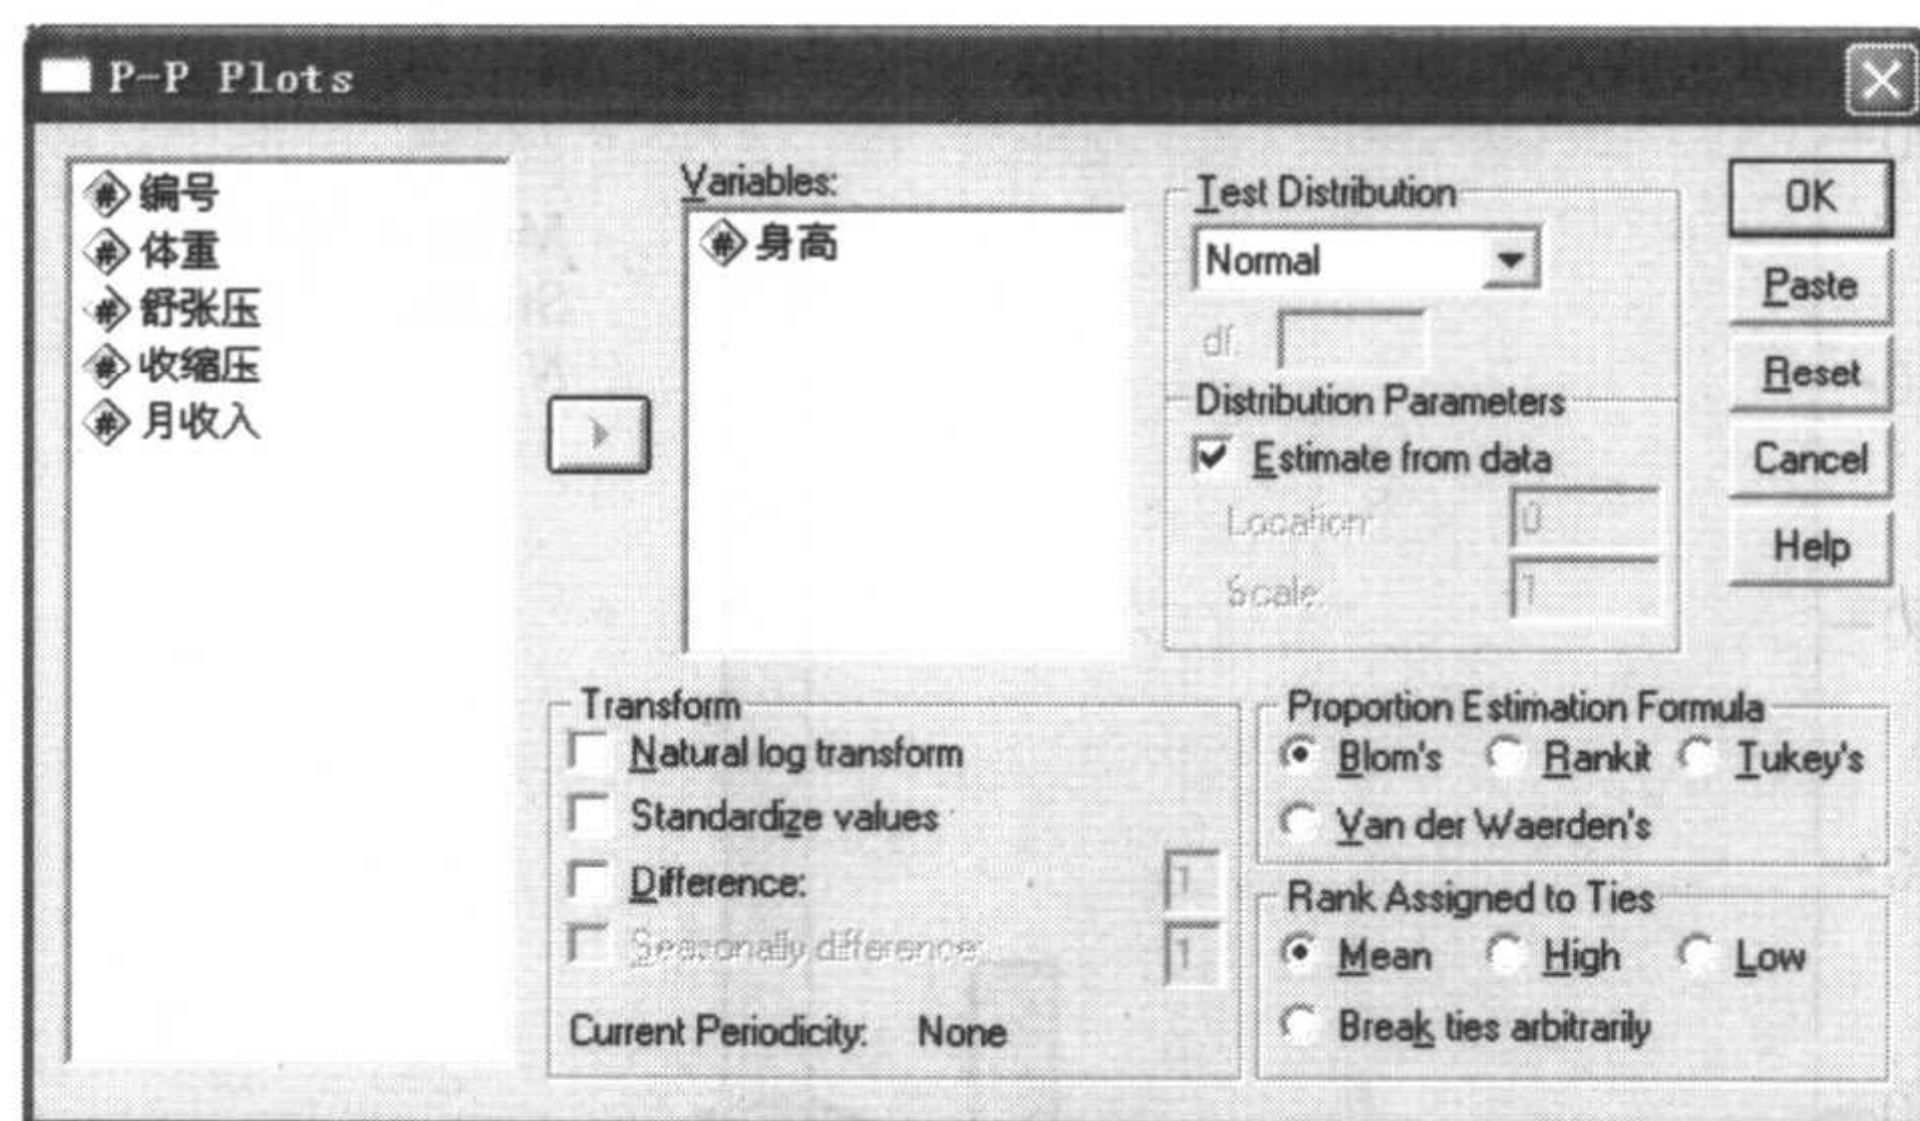 P-P Plots
编号
体重
舒张压
收缩压
月收入
Variables:
身高
Test Distribution
Normal
df:
Distribution Parameters
Estimate from data
Location:
0
Scale:
1
OK
Paste
Reset
Cancel
Help
Transform
Natural log transform
Standardize values
Difference:
1
Seasonally difference:
1
Current Periodicity: None
Proportion Estimation Formula
Blom's Rankit Tukey's
Van der Waerden's
Rank Assigned to Ties
Mean High Low
Break ties arbitrarily